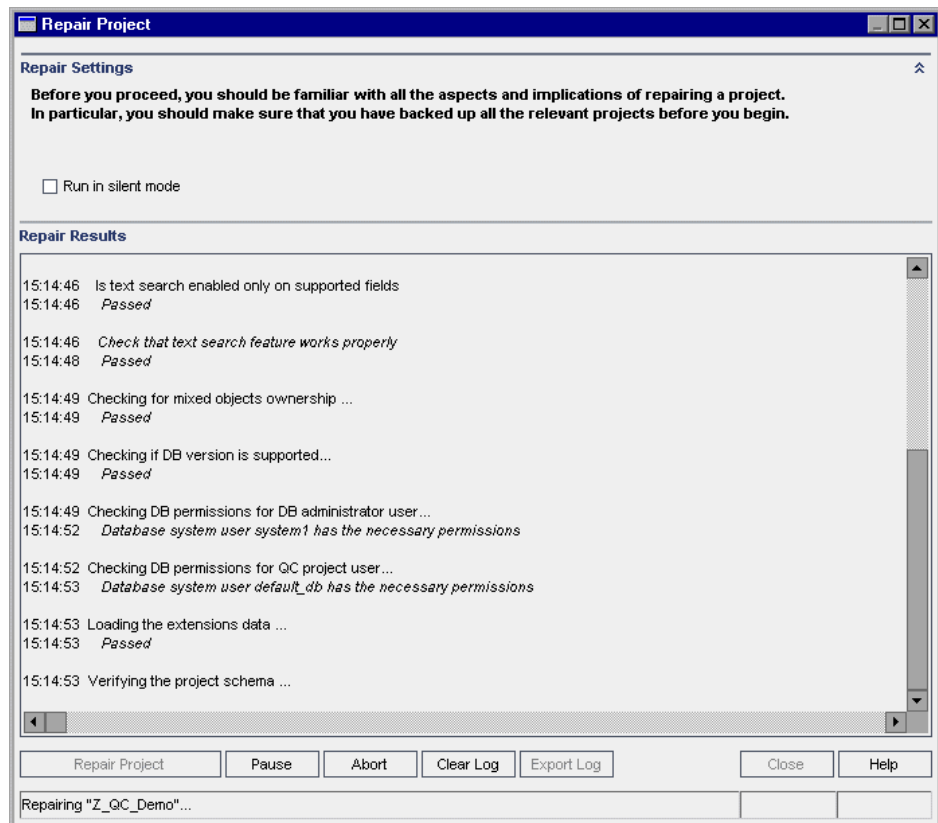 Repair Project
Repair Settings
Before you proceed, you should be familiar with all the aspects and implications of repairing a project.
In particular, you should make sure that you have backed up all the relevant projects before you begin.
Run in silent mode
Repair Results
15:14:46 Is text search enabled only on supported fields
15:14:46 Passed
15:14:46 Check that text search feature works properly
15:14:48 Passed
15:14:49 Checking for mixed objects ownership ...
15:14:49 Passed
15:14:49 Checking if DB version is supported...
15:14:49 Passed
15:14:49 Checking DB permissions for DB administrator user...
15:14:52 Database system user system1 has the necessary permissions
15:14:52 Checking DB permissions for QC project user...
15:14:53 Database system user default_db has the necessary permissions
15:14:53 Loading the extensions data ...
15:14:53 Passed
15:14:53 Verifying the project schema ...
Repair Project Pause Abort Clear Log Export Log Close Help
Repairing "Z_QC_Demo"...